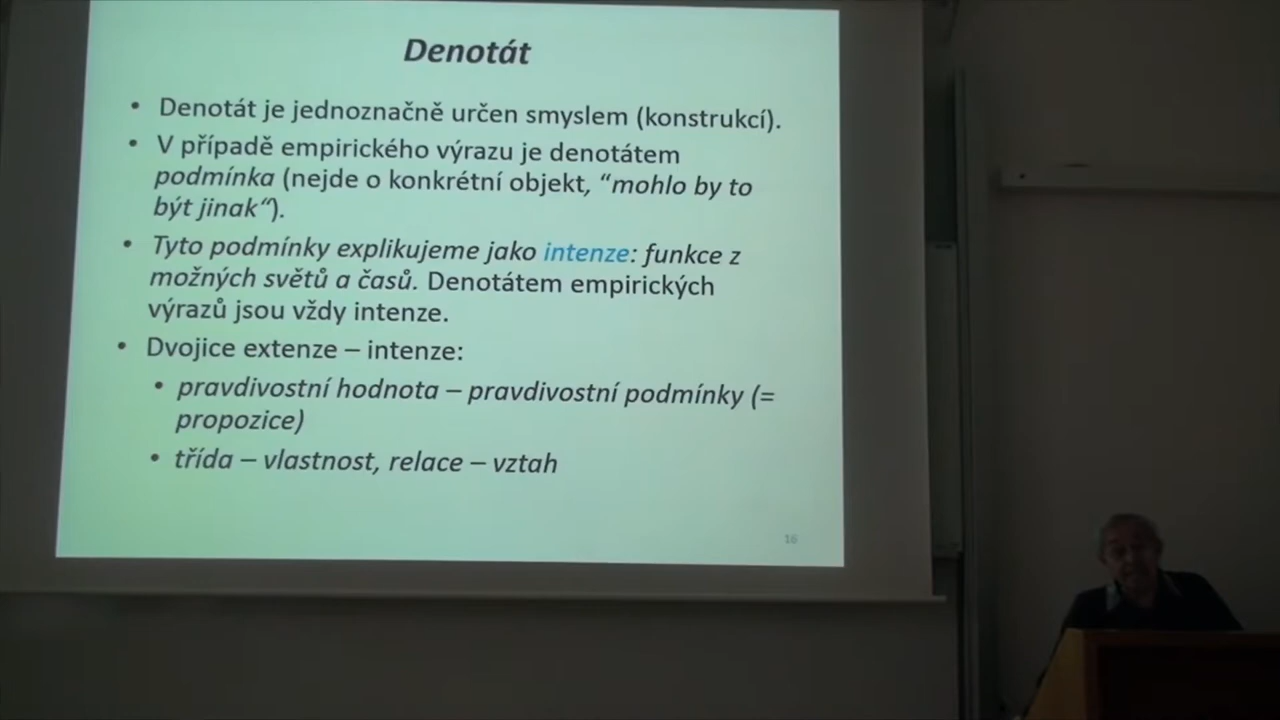 Denotát
• Denotát je jednoznačně určen smyslem (konstrukcí).
• V případě empirického výrazu je denotátem
podmínka (nejde o konkrétní objekt, “mohlo by to
být jinak“).
• Tyto podmínky explikujeme jako intenze: funkce z
možných světů a časů. Denotátem empirických
výrazů jsou vždy intenze.
• Dvojice extenze – intenze:
• pravdivostní hodnota – pravdivostní podmínky (=
propozice)
• třída – vlastnost, relace – vztah
16